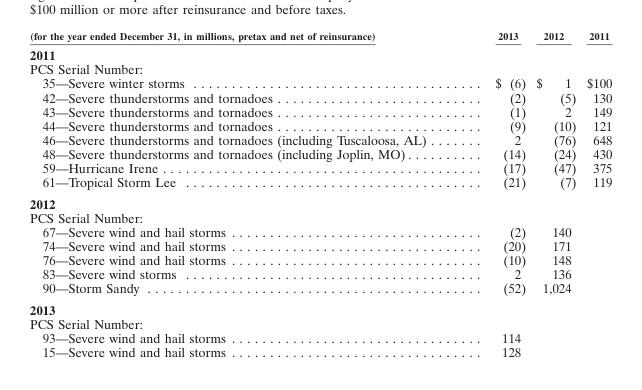 $100 million or more after reinsurance and before taxes.
(for the year ended December 31, in millions, pretax and net of reinsurance) 2013 2012 2011
2011
PCS Serial Number:
35—Severe winter storms $ (6) $ 1 $100
42—Severe thunderstorms and tornadoes (2) (5) 130
43—Severe thunderstorms and tornadoes (1) 2 149
44—Severe thunderstorms and tornadoes (9) (10) 121
46—Severe thunderstorms and tornadoes (including Tuscaloosa, AL) 2 (76) 648
48—Severe thunderstorms and tornadoes (including Joplin, MO) (14) (24) 430
59—Hurricane Irene (17) (47) 375
61—Tropical Storm Lee (21) (7) 119
2012
PCS Serial Number:
67—Severe wind and hail storms (2) 140
74—Severe wind and hail storms (20) 171
76—Severe wind and hail storms (10) 148
83—Severe wind storms 2 136
90—Storm Sandy (52) 1,024
2013
PCS Serial Number:
93—Severe wind and hail storms 114
15—Severe wind and hail storms 128